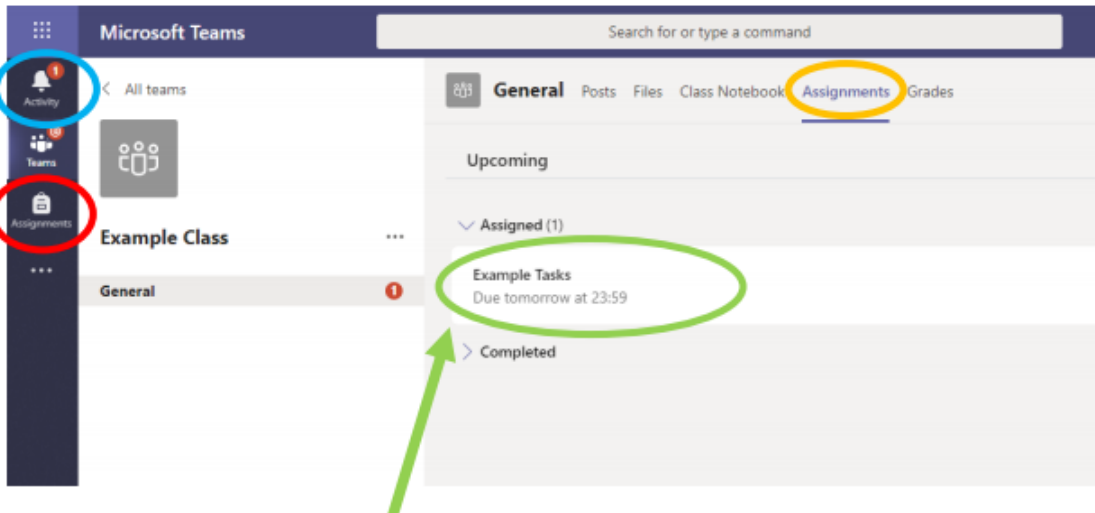 Microsoft Teams
Search for or type a command
1
Activity
Teams
Assignments
All teams
Example Class
General
1
General Posts Files Class Notebook Assignments Grades
Upcoming
Assigned (1)
Example Tasks
Due tomorrow at 23:59
Completed